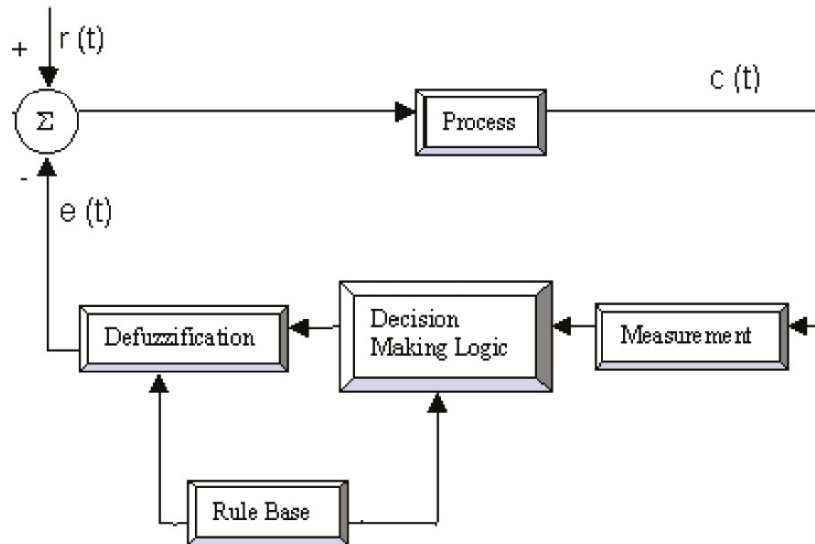 r (t)
+
Σ
Process
c (t)
-
e (t)
Defuzzification
Decision
Making Logic
Measurement
Rule Base